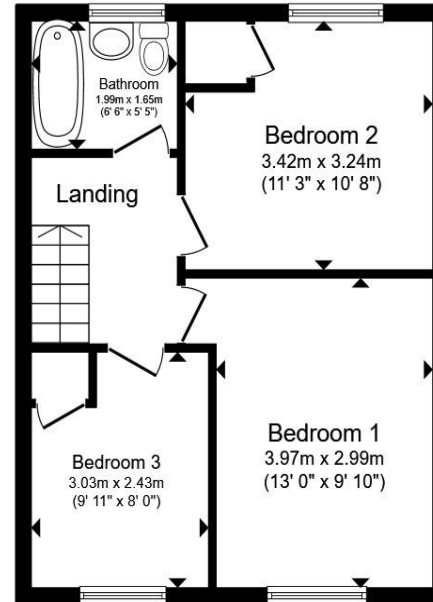 Bathroom
1.99m x 1.65m
(6' 6" x 5' 5")
Bedroom 2
3.42m x 3.24m
(11' 3" x 10' 8")
Landing
Bedroom 1
3.97m x 2.99m
(13' 0" x 9' 10")
Bedroom 3
3.03m x 2.43m
(9' 11" x 8' 0")